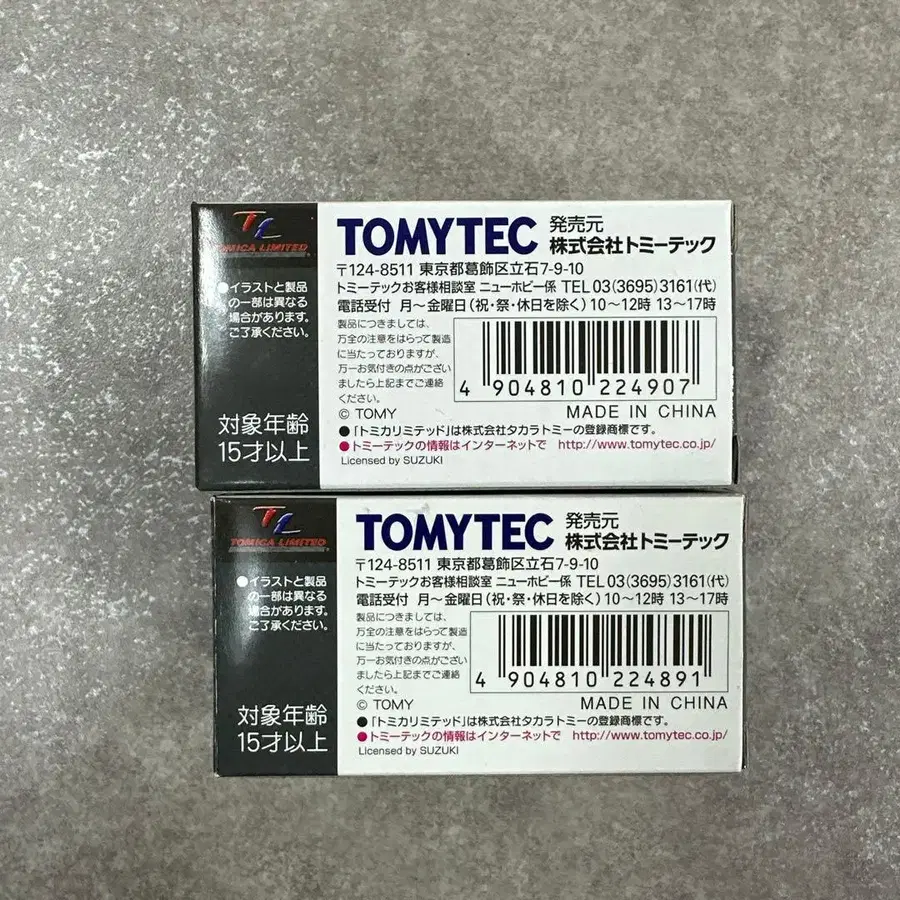 TL
TOMICA LIMITED
●イラストと製品
の一部は異なる
場合があります。
ご了承ください。
対象年齢
15才以上
TOMYTEC 発売元
株式会社トミーテック
〒124-8511 東京都葛飾区立石7-9-10
トミーテックお客様相談室 ニューホビー係 TEL 03(3695)3161(代)
電話受付 月〜金曜日(祝・祭・休日を除く)10〜12時 13〜17時
製品につきましては、
万全の注意をはらって製造
に当たっておりますが、
万一お気付きの点がござい
ましたら上記までご連絡
ください。
4 904810 224907
© TOMY MADE IN CHINA
●「トミカリミテッド」は株式会社タカラトミーの登録商標です。
●トミーテックの情報はインターネットで http://www.tomytec.co.jp/
Licensed by SUZUKI
TL
TOMICA LIMITED
●イラストと製品
の一部は異なる
場合があります。
ご了承ください。
対象年齢
15才以上
TOMYTEC 発売元
株式会社トミーテック
〒124-8511 東京都葛飾区立石7-9-10
トミーテックお客様相談室 ニューホビー係 TEL 03(3695)3161(代)
電話受付 月〜金曜日(祝・祭・休日を除く)10〜12時 13〜17時
製品につきましては、
万全の注意をはらって製造
に当たっておりますが、
万一お気付きの点がござい
ましたら上記までご連絡
ください。
4 904810 224891
© TOMY MADE IN CHINA
●「トミカリミテッド」は株式会社タカラトミーの登録商標です。
●トミーテックの情報はインターネットで http://www.tomytec.co.jp/
Licensed by SUZUKI